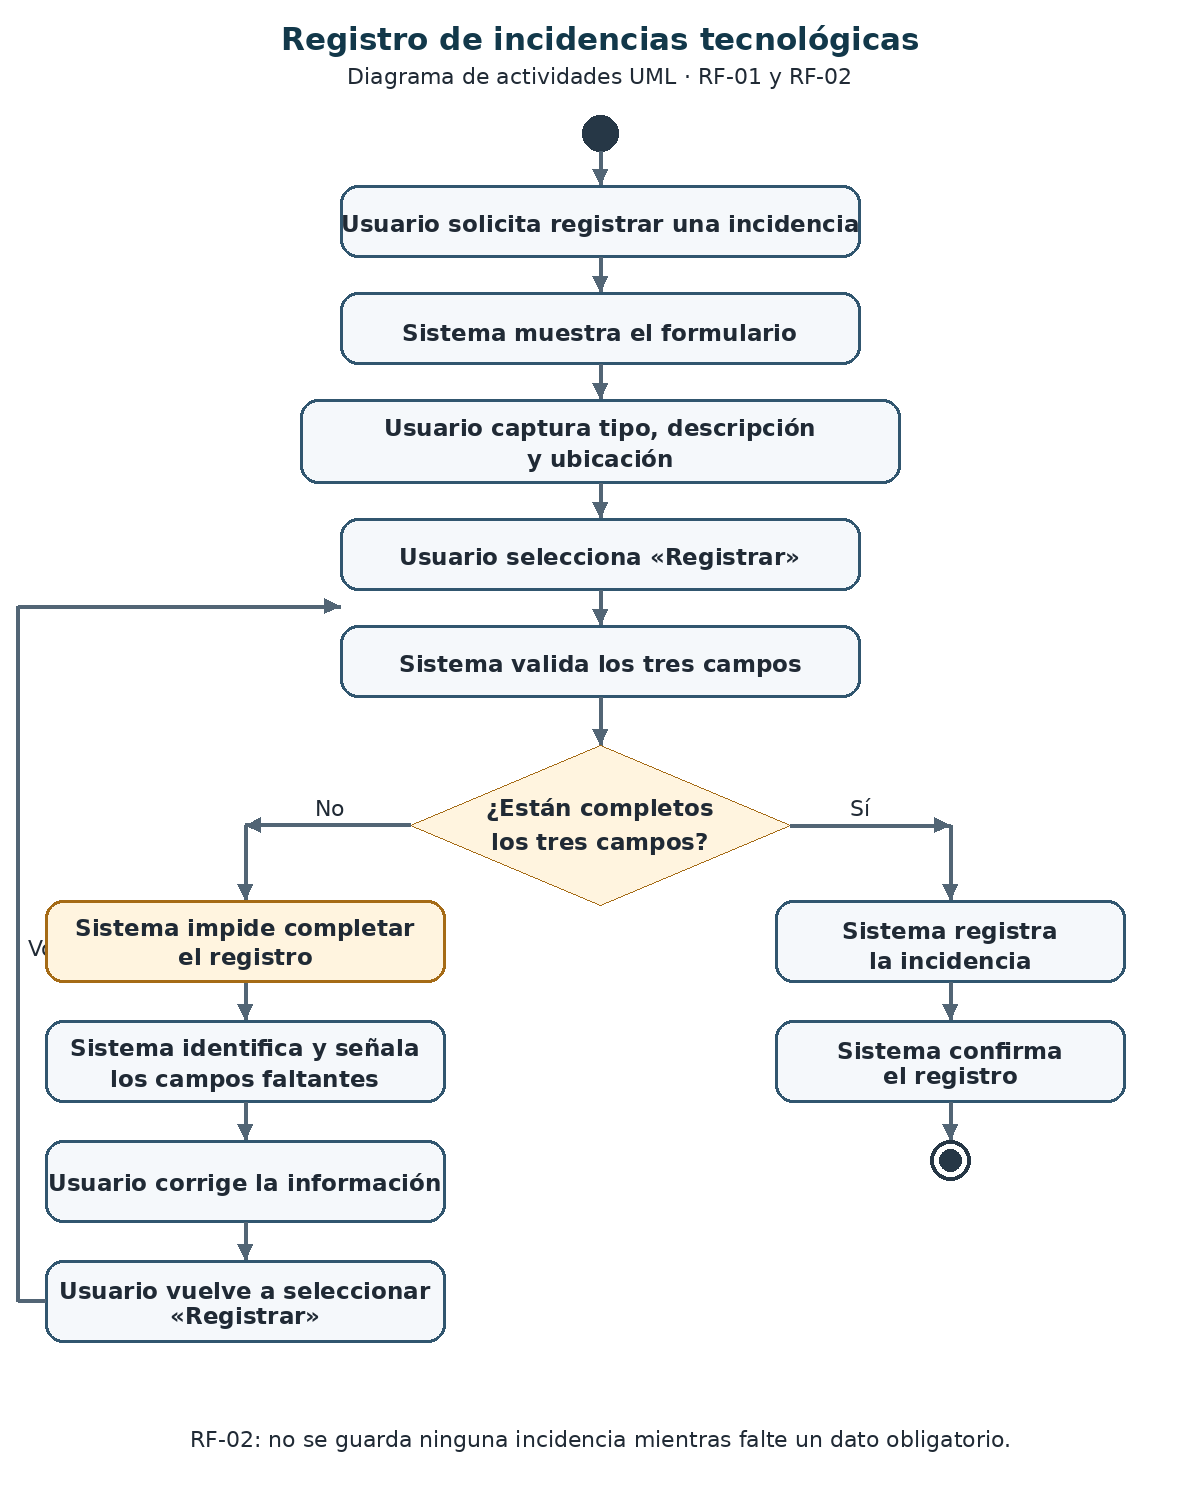 Registro de incidencias tecnológicas
Diagrama de actividades UML · RF-01 y RF-02
Usuario solicita registrar una incidencia
Sistema muestra el formulario
Usuario captura tipo, descripción
y ubicación
Usuario selecciona «Registrar»
Sistema valida los tres campos
¿Están completos
los tres campos?
No
Sí
Sistema impide completar
el registro
Sistema registra
la incidencia
Sistema identifica y señala
los campos faltantes
Sistema confirma
el registro
Usuario corrige la información
Usuario vuelve a seleccionar
«Registrar»
RF-02: no se guarda ninguna incidencia mientras falte un dato obligatorio.